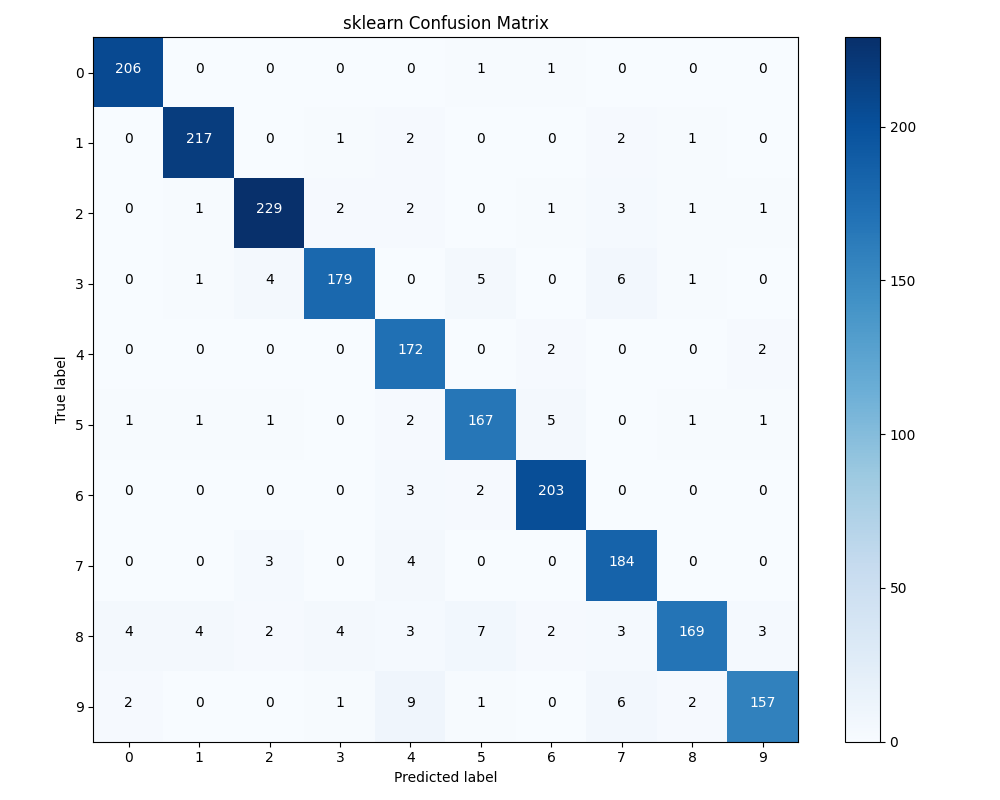 sklearn Confusion Matrix
0 206 0 0 0 0 1 1 0 0 0
1 0 217 0 1 2 0 0 2 1 0
2 0 1 229 2 2 0 1 3 1 1
3 0 1 4 179 0 5 0 6 1 0
4 0 0 0 0 172 0 2 0 0 2
5 1 1 1 0 2 167 5 0 1 1
6 0 0 0 0 3 2 203 0 0 0
7 0 0 3 0 4 0 0 184 0 0
8 4 4 2 4 3 7 2 3 169 3
9 2 0 0 1 9 1 0 6 2 157
0 1 2 3 4 5 6 7 8 9
Predicted label
True label
200
150
100
50
0